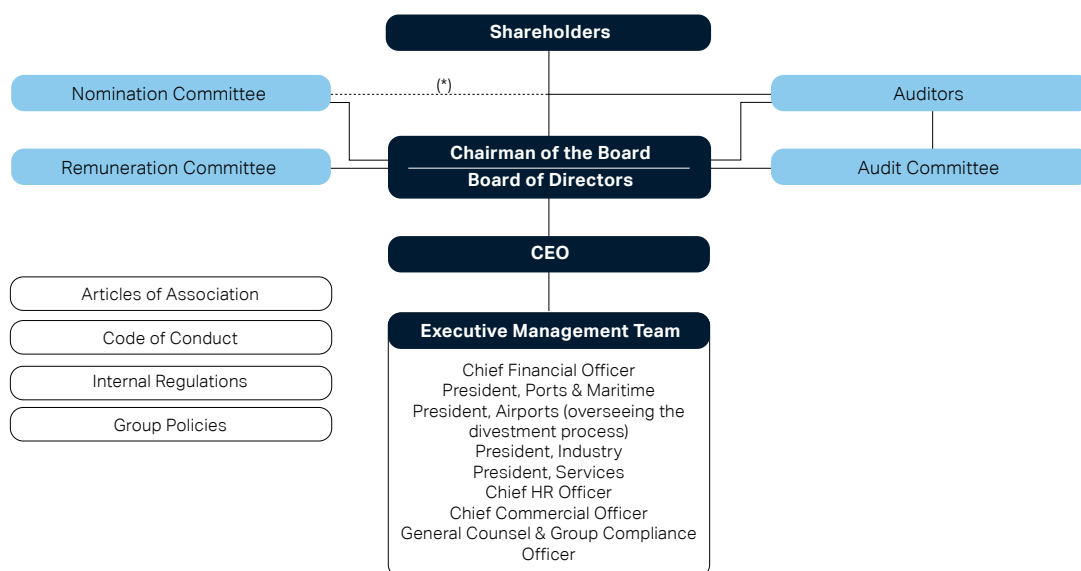 Shareholders
(*)
Nomination Committee
Auditors
Chairman of the Board
Board of Directors
Remuneration Committee
Audit Committee
CEO
Articles of Association
Code of Conduct
Internal Regulations
Group Policies
Executive Management Team
Chief Financial Officer
President, Ports & Maritime
President, Airports (overseeing the
divestment process)
President, Industry
President, Services
Chief HR Officer
Chief Commercial Officer
General Counsel & Group Compliance
Officer